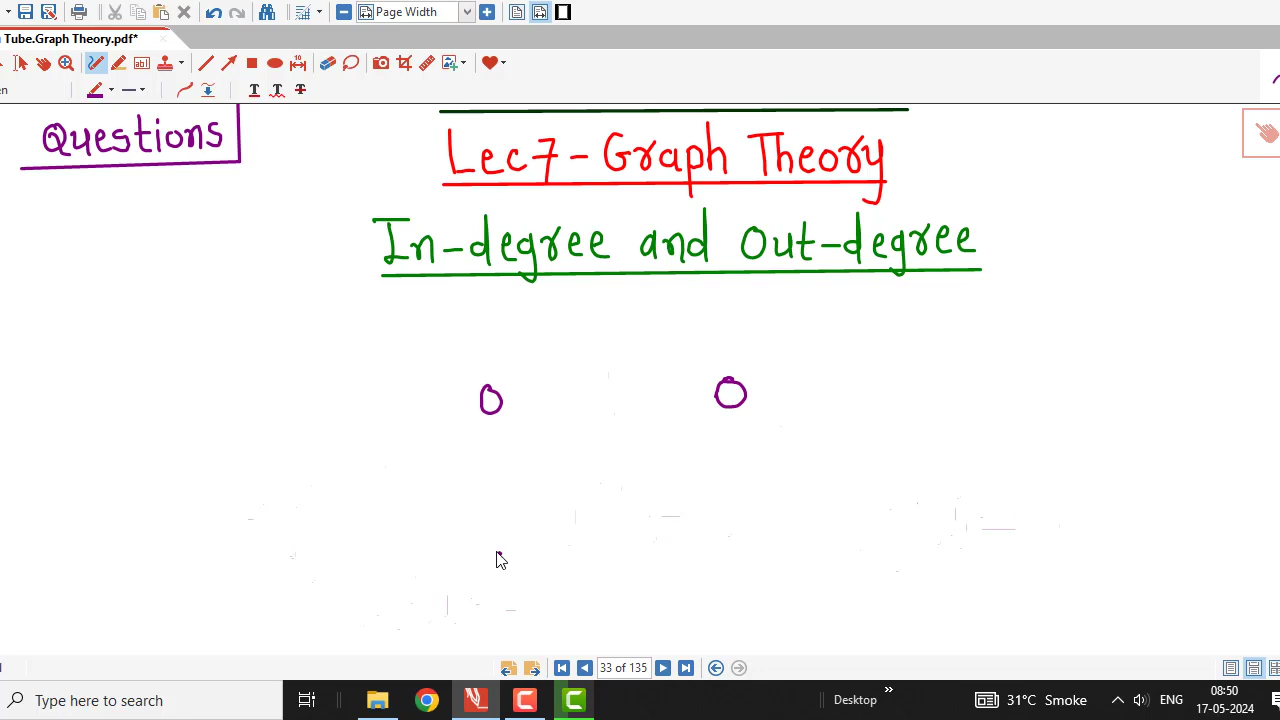 Page Width
Tube.Graph Theory.pdf*
Questions
Lec7-Graph Theory
In-degree and Out-degree
33 of 135
Type here to search
Desktop
31°C Smoke
ENG
08:50
17-05-2024